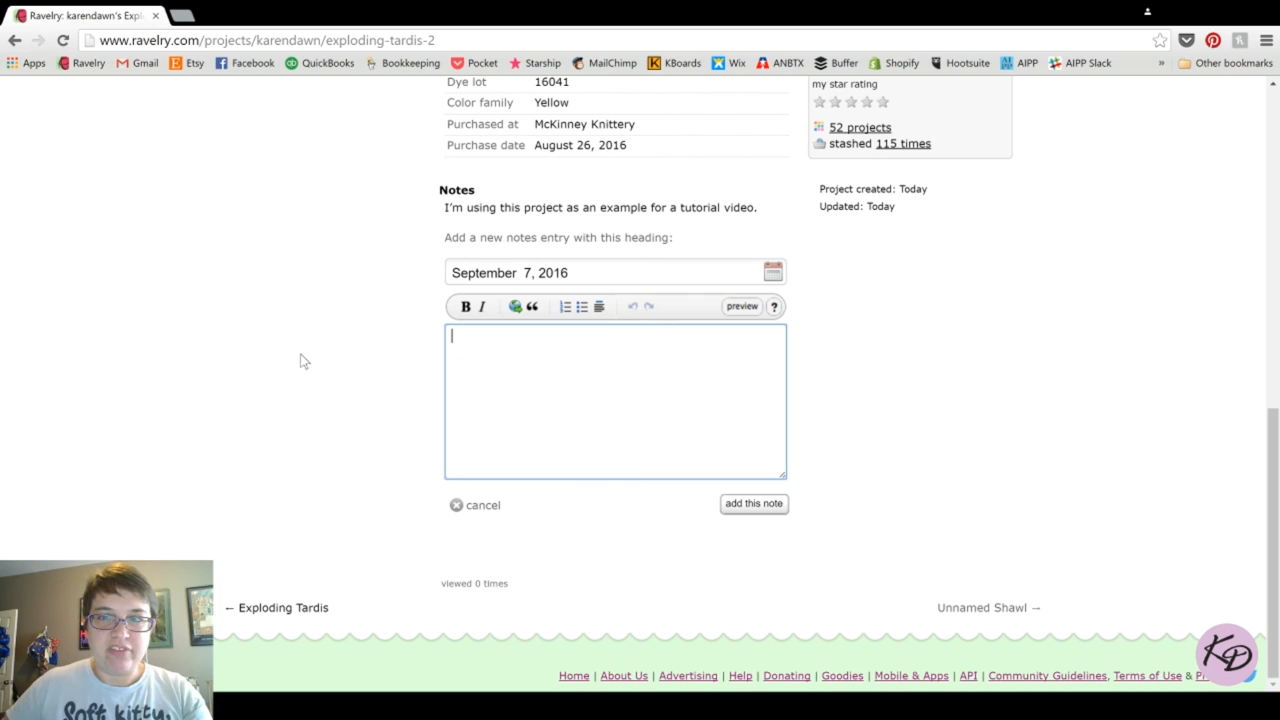 Ravelry: karendawn's Expl
www.ravelry.com/projects/karendawn/exploding-tardis-2
Apps Ravelry Gmail Etsy Facebook QuickBooks Bookkeeping Pocket Starship MailChimp KBoards Wix ANBTX Buffer Shopify Hootsuite AIPP AIPP Slack » Other bookmarks
Dye lot 16041
Color family Yellow
Purchased at McKinney Knittery
Purchase date August 26, 2016
my star rating
52 projects
stashed 115 times
Project created: Today
Updated: Today
Notes
I'm using this project as an example for a tutorial video.
Add a new notes entry with this heading:
September 7, 2016
B I preview ?
cancel add this note
viewed 0 times
← Exploding Tardis Unnamed Shawl →
Home | About Us | Advertising | Help | Donating | Goodies | Mobile & Apps | API | Community Guidelines, Terms of Use &
KD
Soft kitty,